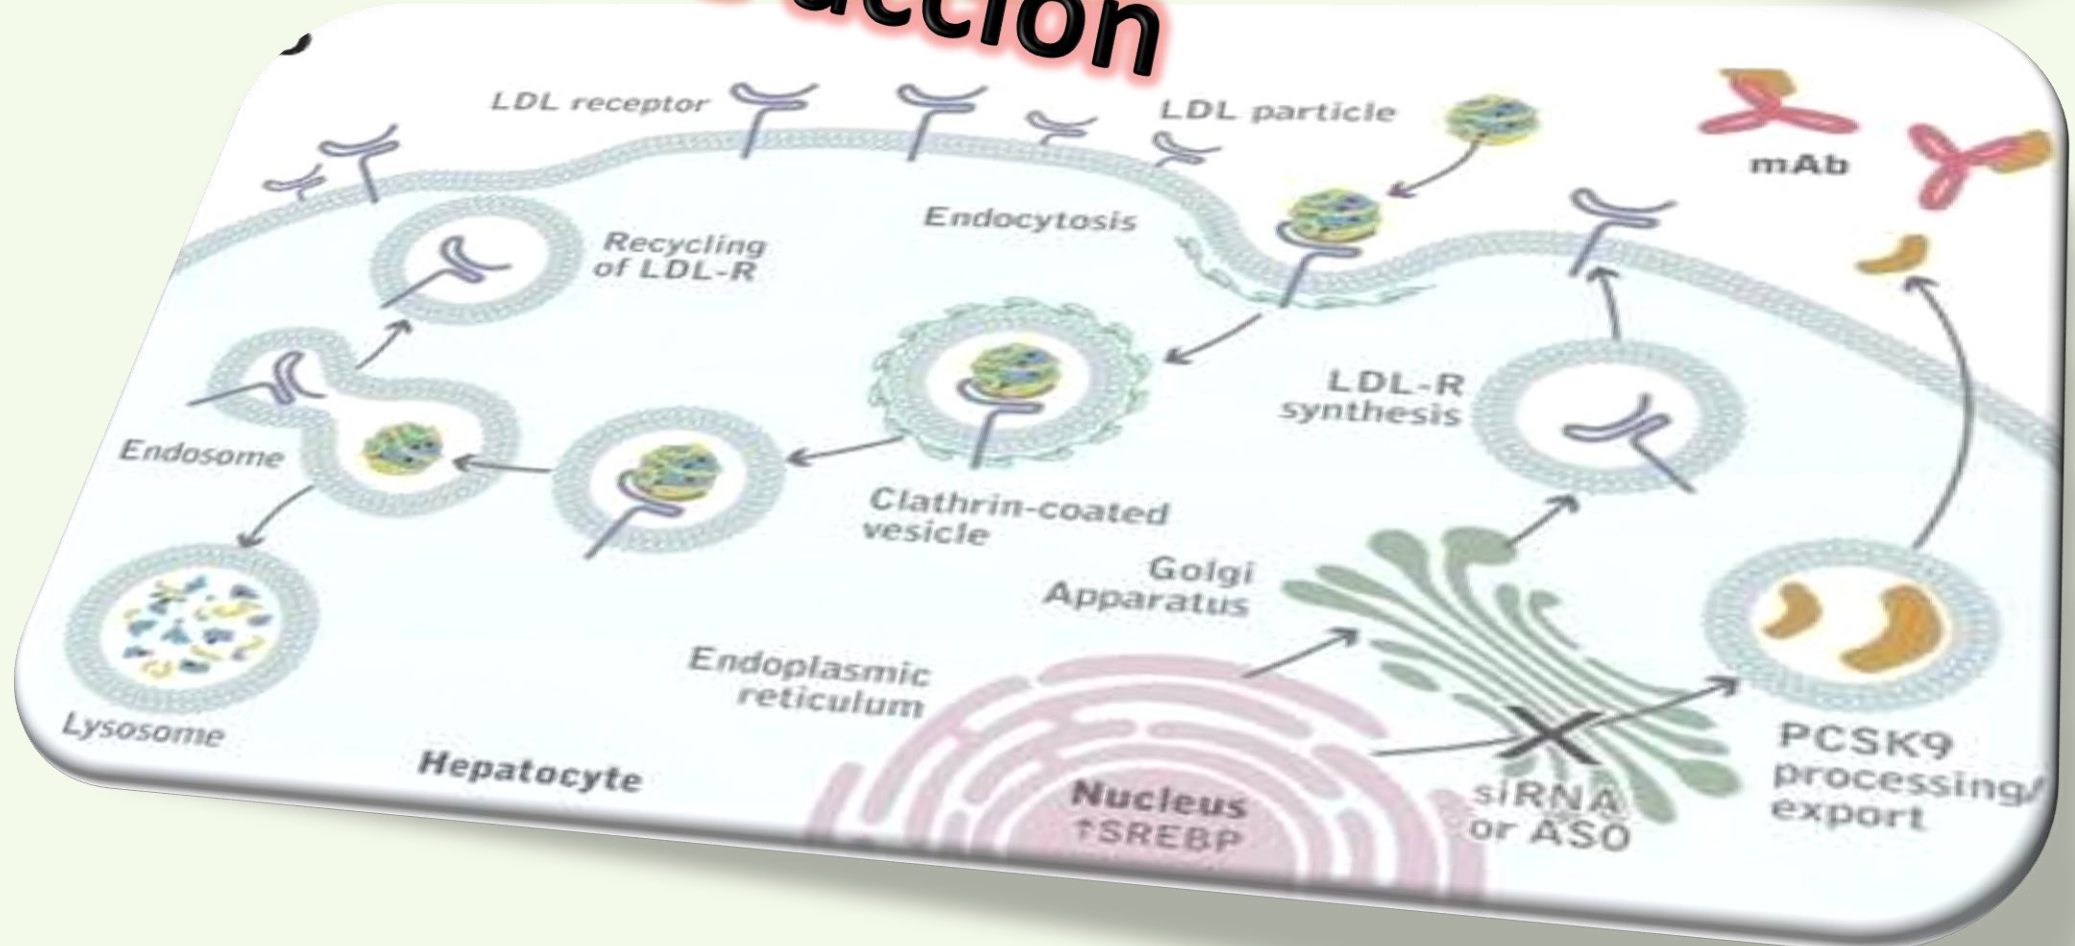 LDL receptor
LDL particle
mAb
Endocytosis
Recycling
of LDL-R
LDL-R
synthesis
Endosome
Clathrin-coated
vesicle
Golgi
Apparatus
Endoplasmic
reticulum
Lysosome
Hepatocyte
Nucleus
↑SREBP
siRNA
or ASO
PCSK9
processing/
export